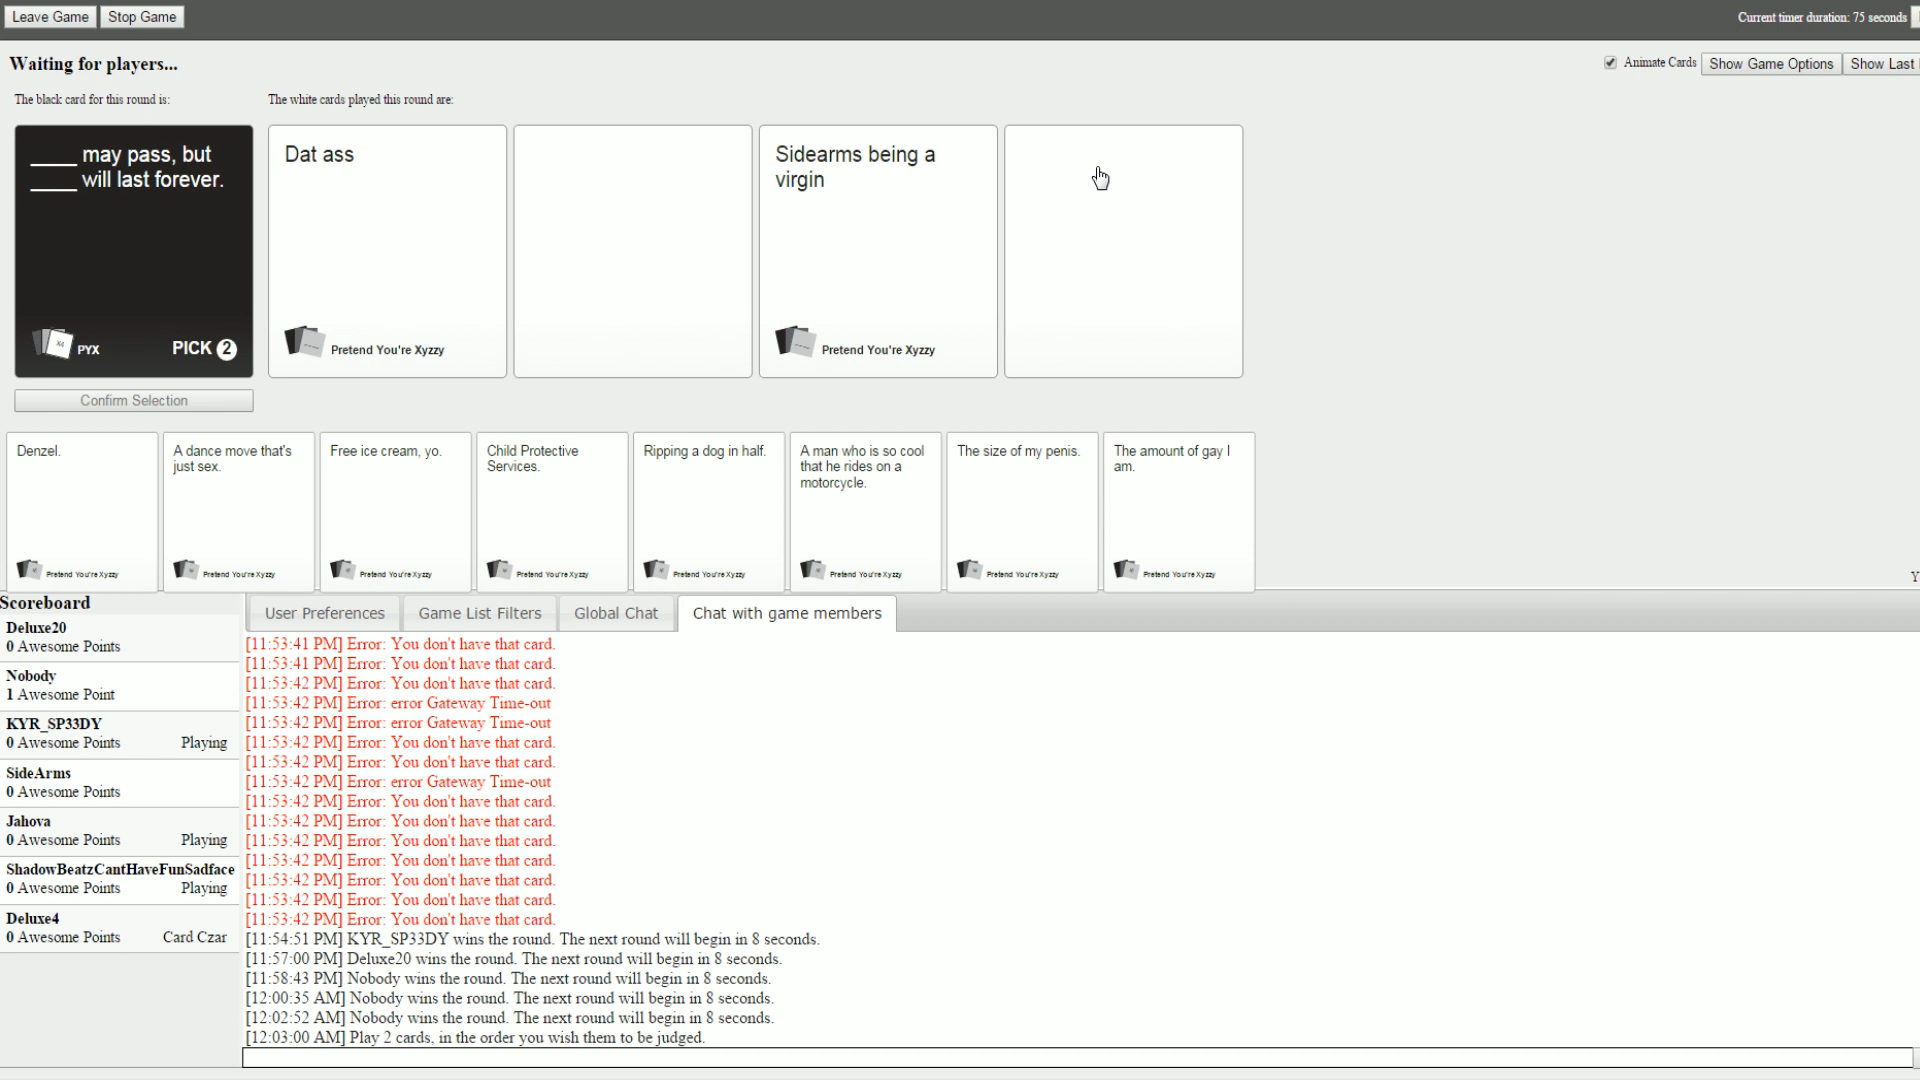 Leave Game Stop Game Current timer duration: 75 seconds
Waiting for players...
Animate Cards Show Game Options Show Last
The black card for this round is: The white cards played this round are:
____ may pass, but
____ will last forever.
PYX PICK 2
Dat ass
Pretend You're Xyzzy
Sidearms being a
virgin
Pretend You're Xyzzy
Confirm Selection
Denzel.
Pretend You're Xyzzy
A dance move that's
just sex.
Pretend You're Xyzzy
Free ice cream, yo.
Pretend You're Xyzzy
Child Protective
Services.
Pretend You're Xyzzy
Ripping a dog in half.
Pretend You're Xyzzy
A man who is so cool
that he rides on a
motorcycle.
Pretend You're Xyzzy
The size of my penis.
Pretend You're Xyzzy
The amount of gay I
am.
Pretend You're Xyzzy
Y
Scoreboard
Deluxe20
0 Awesome Points
Nobody
1 Awesome Point
KYR_SP33DY
0 Awesome Points Playing
SideArms
0 Awesome Points
Jahova
0 Awesome Points Playing
ShadowBeatzCantHaveFunSadface
0 Awesome Points Playing
Deluxe4
0 Awesome Points Card Czar
User Preferences Game List Filters Global Chat Chat with game members
[11:53:41 PM] Error: You don't have that card.
[11:53:41 PM] Error: You don't have that card.
[11:53:42 PM] Error: You don't have that card.
[11:53:42 PM] Error: error Gateway Time-out
[11:53:42 PM] Error: error Gateway Time-out
[11:53:42 PM] Error: You don't have that card.
[11:53:42 PM] Error: You don't have that card.
[11:53:42 PM] Error: error Gateway Time-out
[11:53:42 PM] Error: You don't have that card.
[11:53:42 PM] Error: You don't have that card.
[11:53:42 PM] Error: You don't have that card.
[11:53:42 PM] Error: You don't have that card.
[11:53:42 PM] Error: You don't have that card.
[11:53:42 PM] Error: You don't have that card.
[11:53:42 PM] Error: You don't have that card.
[11:54:51 PM] KYR_SP33DY wins the round. The next round will begin in 8 seconds.
[11:57:00 PM] Deluxe20 wins the round. The next round will begin in 8 seconds.
[11:58:43 PM] Nobody wins the round. The next round will begin in 8 seconds.
[12:00:35 AM] Nobody wins the round. The next round will begin in 8 seconds.
[12:02:52 AM] Nobody wins the round. The next round will begin in 8 seconds.
[12:03:00 AM] Play 2 cards, in the order you wish them to be judged.